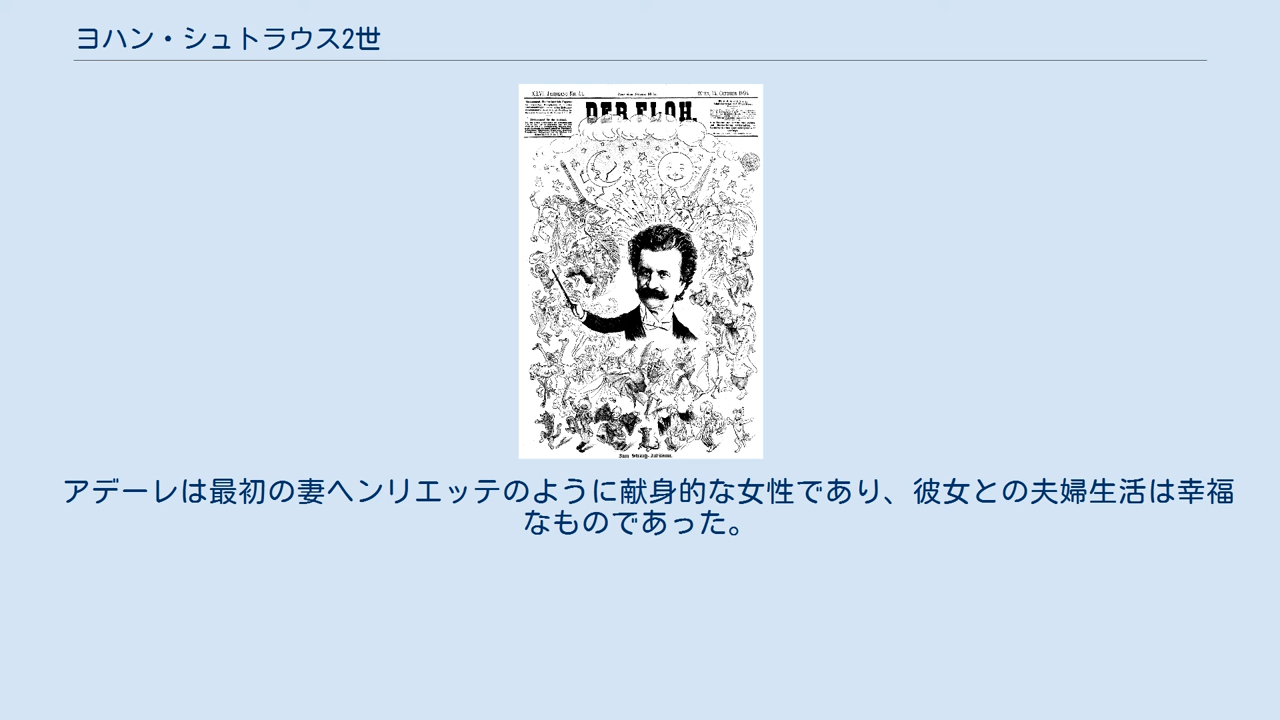 ヨハン・シュトラウス2世
DER FLOH.
アデーレは最初の妻ヘンリエッテのように献身的な女性であり、彼女との夫婦生活は幸福
なものであった。